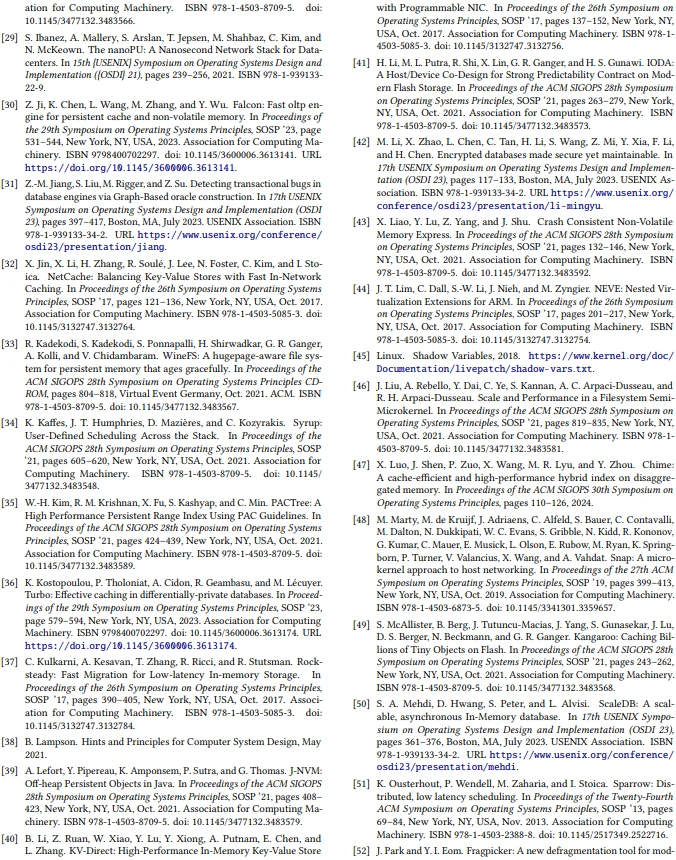 ation for Computing Machinery. ISBN 978-1-4503-8709-5. doi:
10.1145/3477132.3483566.
[29] S. Ibanez, A. Mallery, S. Arslan, T. Jepsen, M. Shahbaz, C. Kim, and
N. McKeown. The nanoPU: A Nanosecond Network Stack for Data-
centers. In 15th {USENIX} Symposium on Operating Systems Design and
Implementation ({OSDI} 21), pages 239–256, 2021. ISBN 978-1-939133-
22-9.
[30] Z. Ji, K. Chen, L. Wang, M. Zhang, and Y. Wu. Falcon: Fast oltp en-
gine for persistent cache and non-volatile memory. In Proceedings of
the 29th Symposium on Operating Systems Principles, SOSP '23, page
531–544, New York, NY, USA, 2023. Association for Computing Ma-
chinery. ISBN 9798400702297. doi: 10.1145/3600006.3613141. URL
https://doi.org/10.1145/3600006.3613141.
[31] Z.-M. Jiang, S. Liu, M. Rigger, and Z. Su. Detecting transactional bugs in
database engines via Graph-Based oracle construction. In 17th USENIX
Symposium on Operating Systems Design and Implementation (OSDI
23), pages 397–417, Boston, MA, July 2023. USENIX Association. ISBN
978-1-939133-34-2. URL https://www.usenix.org/conference/
osdi23/presentation/jiang.
[32] X. Jin, X. Li, H. Zhang, R. Soulé, J. Lee, N. Foster, C. Kim, and I. Sto-
ica. NetCache: Balancing Key-Value Stores with Fast In-Network
Caching. In Proceedings of the 26th Symposium on Operating Systems
Principles, SOSP '17, pages 121–136, New York, NY, USA, Oct. 2017.
Association for Computing Machinery. ISBN 978-1-4503-5085-3. doi:
10.1145/3132747.3132764.
[33] R. Kadekodi, S. Kadekodi, S. Ponnapalli, H. Shirwadkar, G. R. Ganger,
A. Kolli, and V. Chidambaram. WineFS: A hugepage-aware file sys-
tem for persistent memory that ages gracefully. In Proceedings of the
ACM SIGOPS 28th Symposium on Operating Systems Principles CD-
ROM, pages 804–818, Virtual Event Germany, Oct. 2021. ACM. ISBN
978-1-4503-8709-5. doi: 10.1145/3477132.3483567.
[34] K. Kaffes, J. T. Humphries, D. Mazières, and C. Kozyrakis. Syrup:
User-Defined Scheduling Across the Stack. In Proceedings of the
ACM SIGOPS 28th Symposium on Operating Systems Principles, SOSP
'21, pages 605–620, New York, NY, USA, Oct. 2021. Association for
Computing Machinery. ISBN 978-1-4503-8709-5. doi: 10.1145/
3477132.3483548.
[35] W.-H. Kim, R. M. Krishnan, X. Fu, S. Kashyap, and C. Min. PACTree: A
High Performance Persistent Range Index Using PAC Guidelines. In
Proceedings of the ACM SIGOPS 28th Symposium on Operating Systems
Principles, SOSP '21, pages 424–439, New York, NY, USA, Oct. 2021.
Association for Computing Machinery. ISBN 978-1-4503-8709-5. doi:
10.1145/3477132.3483589.
[36] K. Kostopoulou, P. Tholoniat, A. Cidon, R. Geambasu, and M. Lécuyer.
Turbo: Effective caching in differentially-private databases. In Proceed-
ings of the 29th Symposium on Operating Systems Principles, SOSP '23,
page 579–594, New York, NY, USA, 2023. Association for Computing
Machinery. ISBN 9798400702297. doi: 10.1145/3600006.3613174. URL
https://doi.org/10.1145/3600006.3613174.
[37] C. Kulkarni, A. Kesavan, T. Zhang, R. Ricci, and R. Stutsman. Rock-
steady: Fast Migration for Low-latency In-memory Storage. In
Proceedings of the 26th Symposium on Operating Systems Principles,
SOSP '17, pages 390–405, New York, NY, USA, Oct. 2017. Associ-
ation for Computing Machinery. ISBN 978-1-4503-5085-3. doi:
10.1145/3132747.3132784.
[38] B. Lampson. Hints and Principles for Computer System Design, May
2021.
[39] A. Lefort, Y. Pipereau, K. Amponsem, P. Sutra, and G. Thomas. J-NVM:
Off-heap Persistent Objects in Java. In Proceedings of the ACM SIGOPS
28th Symposium on Operating Systems Principles, SOSP '21, pages 408–
423, New York, NY, USA, Oct. 2021. Association for Computing Ma-
chinery. ISBN 978-1-4503-8709-5. doi: 10.1145/3477132.3483579.
[40] B. Li, Z. Ruan, W. Xiao, Y. Lu, Y. Xiong, A. Putnam, E. Chen, and
L. Zhang. KV-Direct: High-Performance In-Memory Key-Value Store
with Programmable NIC. In Proceedings of the 26th Symposium on
Operating Systems Principles, SOSP '17, pages 137–152, New York, NY,
USA, Oct. 2017. Association for Computing Machinery. ISBN 978-1-
4503-5085-3. doi: 10.1145/3132747.3132756.
[41] H. Li, M. L. Putra, R. Shi, X. Lin, G. R. Ganger, and H. S. Gunawi. IODA:
A Host/Device Co-Design for Strong Predictability Contract on Mod-
ern Flash Storage. In Proceedings of the ACM SIGOPS 28th Symposium
on Operating Systems Principles, SOSP '21, pages 263–279, New York,
NY, USA, Oct. 2021. Association for Computing Machinery. ISBN
978-1-4503-8709-5. doi: 10.1145/3477132.3483573.
[42] M. Li, X. Zhao, L. Chen, C. Tan, H. Li, S. Wang, Z. Mi, Y. Xia, F. Li,
and H. Chen. Encrypted databases made secure yet maintainable. In
17th USENIX Symposium on Operating Systems Design and Implemen-
tation (OSDI 23), pages 117–133, Boston, MA, July 2023. USENIX As-
sociation. ISBN 978-1-939133-34-2. URL https://www.usenix.org/
conference/osdi23/presentation/li-mingyu.
[43] X. Liao, Y. Lu, Z. Yang, and J. Shu. Crash Consistent Non-Volatile
Memory Express. In Proceedings of the ACM SIGOPS 28th Symposium
on Operating Systems Principles, SOSP '21, pages 132–146, New York,
NY, USA, Oct. 2021. Association for Computing Machinery. ISBN
978-1-4503-8709-5. doi: 10.1145/3477132.3483592.
[44] J. T. Lim, C. Dall, S.-W. Li, J. Nieh, and M. Zyngier. NEVE: Nested Vir-
tualization Extensions for ARM. In Proceedings of the 26th Symposium
on Operating Systems Principles, SOSP '17, pages 201–217, New York,
NY, USA, Oct. 2017. Association for Computing Machinery. ISBN
978-1-4503-5085-3. doi: 10.1145/3132747.3132754.
[45] Linux. Shadow Variables, 2018. https://www.kernel.org/doc/
Documentation/livepatch/shadow-vars.txt.
[46] J. Liu, A. Rebello, Y. Dai, C. Ye, S. Kannan, A. C. Arpaci-Dusseau, and
R. H. Arpaci-Dusseau. Scale and Performance in a Filesystem Semi-
Microkernel. In Proceedings of the ACM SIGOPS 28th Symposium on
Operating Systems Principles, SOSP '21, pages 819–835, New York, NY,
USA, Oct. 2021. Association for Computing Machinery. ISBN 978-1-
4503-8709-5. doi: 10.1145/3477132.3483581.
[47] X. Luo, J. Shen, P. Zuo, X. Wang, M. R. Lyu, and Y. Zhou. Chime:
A cache-efficient and high-performance hybrid index on disaggre-
gated memory. In Proceedings of the ACM SIGOPS 30th Symposium on
Operating Systems Principles, pages 110–126, 2024.
[48] M. Marty, M. de Kruijf, J. Adriaens, C. Alfeld, S. Bauer, C. Contavalli,
M. Dalton, N. Dukkipati, W. C. Evans, S. Gribble, N. Kidd, R. Kononov,
G. Kumar, C. Mauer, E. Musick, L. Olson, E. Rubow, M. Ryan, K. Spring-
born, P. Turner, V. Valancius, X. Wang, and A. Vahdat. Snap: A micro-
kernel approach to host networking. In Proceedings of the 27th ACM
Symposium on Operating Systems Principles, SOSP '19, pages 399–413,
New York, NY, USA, Oct. 2019. Association for Computing Machinery.
ISBN 978-1-4503-6873-5. doi: 10.1145/3341301.3359657.
[49] S. McAllister, B. Berg, J. Tutuncu-Macias, J. Yang, S. Gunasekar, J. Lu,
D. S. Berger, N. Beckmann, and G. R. Ganger. Kangaroo: Caching Bil-
lions of Tiny Objects on Flash. In Proceedings of the ACM SIGOPS 28th
Symposium on Operating Systems Principles, SOSP '21, pages 243–262,
New York, NY, USA, Oct. 2021. Association for Computing Machinery.
ISBN 978-1-4503-8709-5. doi: 10.1145/3477132.3483568.
[50] S. A. Mehdi, D. Hwang, S. Peter, and L. Alvisi. ScaleDB: A scal-
able, asynchronous In-Memory database. In 17th USENIX Sympo-
sium on Operating Systems Design and Implementation (OSDI 23),
pages 361–376, Boston, MA, July 2023. USENIX Association. ISBN
978-1-939133-34-2. URL https://www.usenix.org/conference/
osdi23/presentation/mehdi.
[51] K. Ousterhout, P. Wendell, M. Zaharia, and I. Stoica. Sparrow: Dis-
tributed, low latency scheduling. In Proceedings of the Twenty-Fourth
ACM Symposium on Operating Systems Principles, SOSP '13, pages
69–84, New York, NY, USA, Nov. 2013. Association for Computing
Machinery. ISBN 978-1-4503-2388-8. doi: 10.1145/2517349.2522716.
[52] J. Park and Y. I. Eom. Fragpicker: A new defragmentation tool for mod-